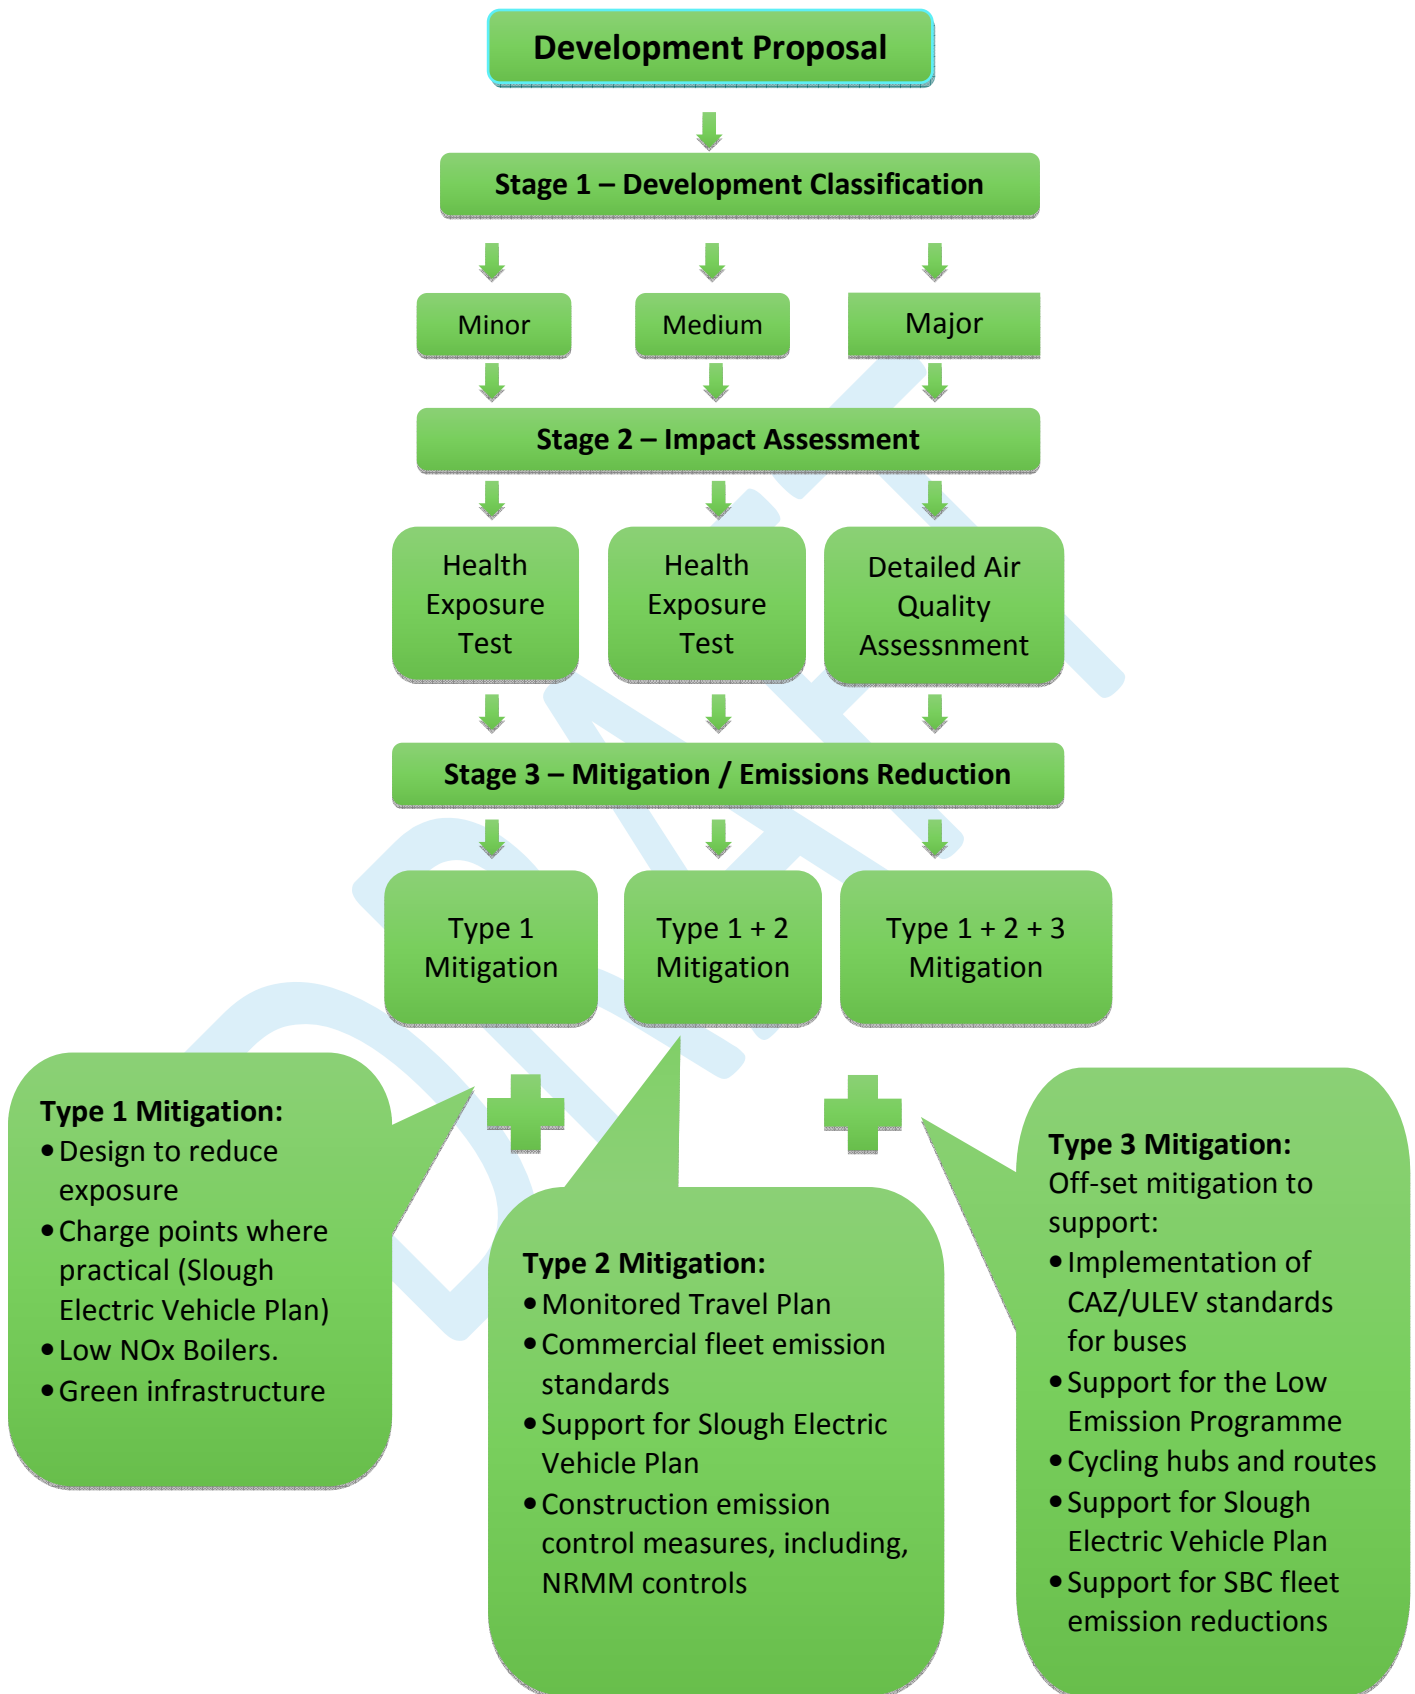 Development Proposal
Stage 1 – Development Classification
Minor
Medium
Major
Stage 2 – Impact Assessment
Health
Exposure
Test
Health
Exposure
Test
Detailed Air
Quality
Assessnment
Stage 3 – Mitigation / Emissions Reduction
Type 1
Mitigation
Type 1 + 2
Mitigation
Type 1 + 2 + 3
Mitigation
Type 1 Mitigation:
• Design to reduce
exposure
• Charge points where
practical (Slough
Electric Vehicle Plan)
• Low NOx Boilers.
• Green infrastructure
Type 2 Mitigation:
• Monitored Travel Plan
• Commercial fleet emission
standards
• Support for Slough Electric
Vehicle Plan
• Construction emission
control measures, including,
NRMM controls
Type 3 Mitigation:
Off-set mitigation to
support:
• Implementation of
CAZ/ULEV standards
for buses
• Support for the Low
Emission Programme
• Cycling hubs and routes
• Support for Slough
Electric Vehicle Plan
• Support for SBC fleet
emission reductions
DRAFT